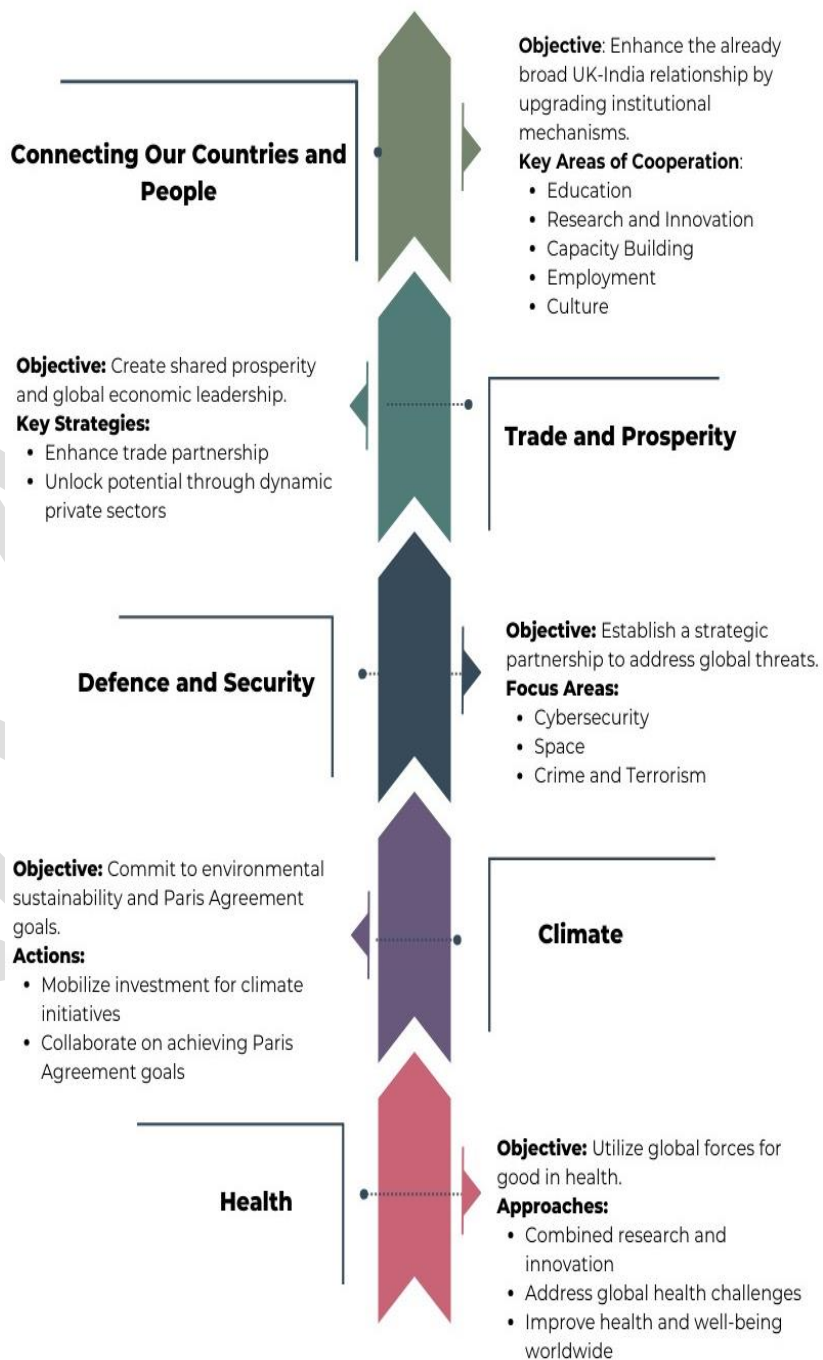 Connecting Our Countries and
People
Objective: Enhance the already
broad UK-India relationship by
upgrading institutional
mechanisms.
Key Areas of Cooperation:
• Education
• Research and Innovation
• Capacity Building
• Employment
• Culture
Trade and Prosperity
Objective: Create shared prosperity
and global economic leadership.
Key Strategies:
• Enhance trade partnership
• Unlock potential through dynamic
private sectors
Defence and Security
Objective: Establish a strategic
partnership to address global threats.
Focus Areas:
• Cybersecurity
• Space
• Crime and Terrorism
Climate
Objective: Commit to environmental
sustainability and Paris Agreement
goals.
Actions:
• Mobilize investment for climate
initiatives
• Collaborate on achieving Paris
Agreement goals
Health
Objective: Utilize global forces for
good in health.
Approaches:
• Combined research and
innovation
• Address global health challenges
• Improve health and well-being
worldwide